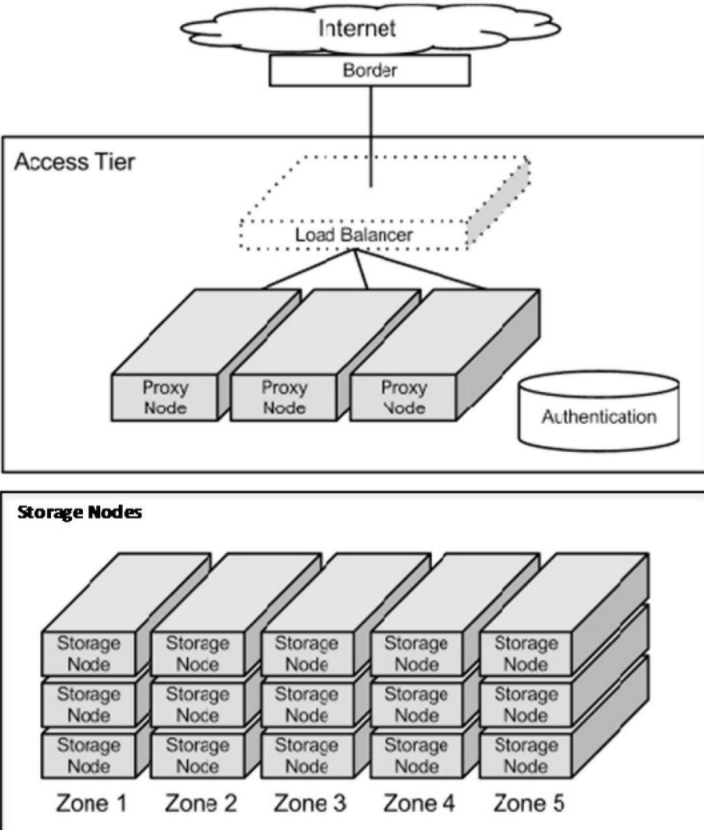 Internet
Border
Access Tier
Load Balancer
Proxy
Node
Proxy
Node
Proxy
Node
Authentication
Storage Nodes
Storage
Node
Storage
Node
Storage
Node
Storage
Node
Storage
Node
Storage
Node
Storage
Node
Storage
Node
Storage
Node
Storage
Node
Storage
Node
Storage
Node
Storage
Node
Storage
Node
Storage
Node
Zone 1
Zone 2
Zone 3
Zone 4
Zone 5